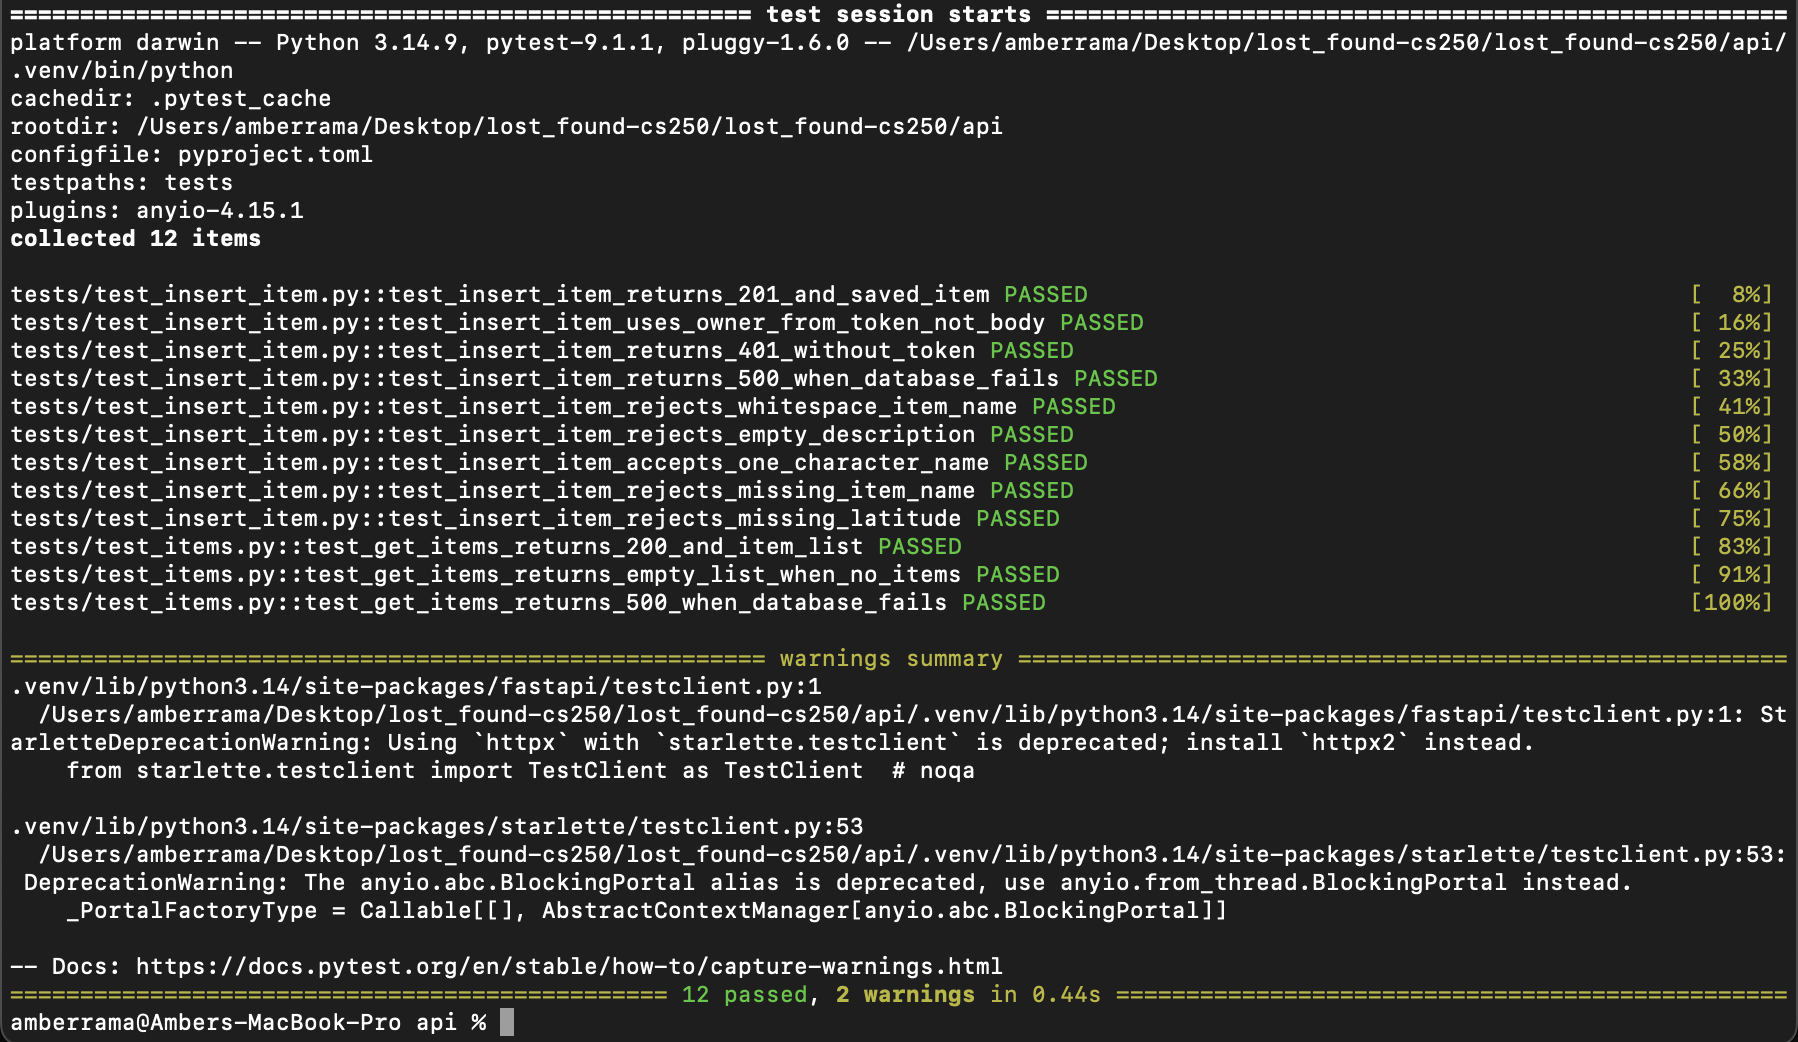 ===================================================== test session starts =====================================================
platform darwin -- Python 3.14.9, pytest-9.1.1, pluggy-1.6.0 -- /Users/amberrama/Desktop/lost_found-cs250/lost_found-cs250/api/
.venv/bin/python
cachedir: .pytest_cache
rootdir: /Users/amberrama/Desktop/lost_found-cs250/lost_found-cs250/api
configfile: pyproject.toml
testpaths: tests
plugins: anyio-4.15.1
collected 12 items

tests/test_insert_item.py::test_insert_item_returns_201_and_saved_item PASSED [  8%]
tests/test_insert_item.py::test_insert_item_uses_owner_from_token_not_body PASSED [ 16%]
tests/test_insert_item.py::test_insert_item_returns_401_without_token PASSED [ 25%]
tests/test_insert_item.py::test_insert_item_returns_500_when_database_fails PASSED [ 33%]
tests/test_insert_item.py::test_insert_item_rejects_whitespace_item_name PASSED [ 41%]
tests/test_insert_item.py::test_insert_item_rejects_empty_description PASSED [ 50%]
tests/test_insert_item.py::test_insert_item_accepts_one_character_name PASSED [ 58%]
tests/test_insert_item.py::test_insert_item_rejects_missing_item_name PASSED [ 66%]
tests/test_insert_item.py::test_insert_item_rejects_missing_latitude PASSED [ 75%]
tests/test_items.py::test_get_items_returns_200_and_item_list PASSED [ 83%]
tests/test_items.py::test_get_items_returns_empty_list_when_no_items PASSED [ 91%]
tests/test_items.py::test_get_items_returns_500_when_database_fails PASSED [100%]

====================================================== warnings summary =======================================================
.venv/lib/python3.14/site-packages/fastapi/testclient.py:1
  /Users/amberrama/Desktop/lost_found-cs250/lost_found-cs250/api/.venv/lib/python3.14/site-packages/fastapi/testclient.py:1: St
arletteDeprecationWarning: Using `httpx` with `starlette.testclient` is deprecated; install `httpx2` instead.
    from starlette.testclient import TestClient as TestClient  # noqa

.venv/lib/python3.14/site-packages/starlette/testclient.py:53
  /Users/amberrama/Desktop/lost_found-cs250/lost_found-cs250/api/.venv/lib/python3.14/site-packages/starlette/testclient.py:53:
 DeprecationWarning: The anyio.abc.BlockingPortal alias is deprecated, use anyio.from_thread.BlockingPortal instead.
    _PortalFactoryType = Callable[[], AbstractContextManager[anyio.abc.BlockingPortal]]

-- Docs: https://docs.pytest.org/en/stable/how-to/capture-warnings.html
=============================================== 12 passed, 2 warnings in 0.44s ================================================
amberrama@Ambers-MacBook-Pro api %